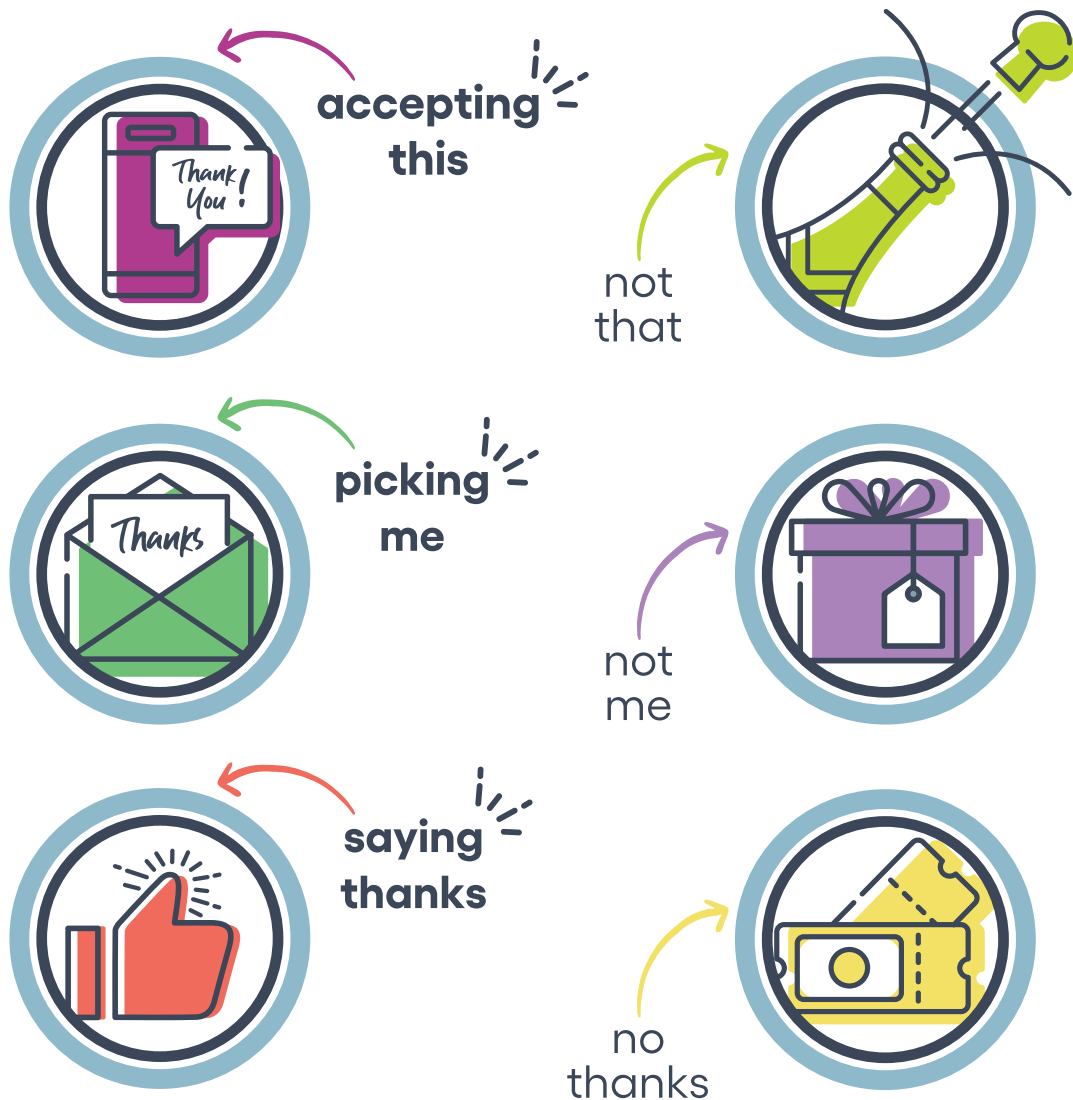 accepting
this
Thank
You!
not
that
picking
me
Thanks
not
me
saying
thanks
no
thanks